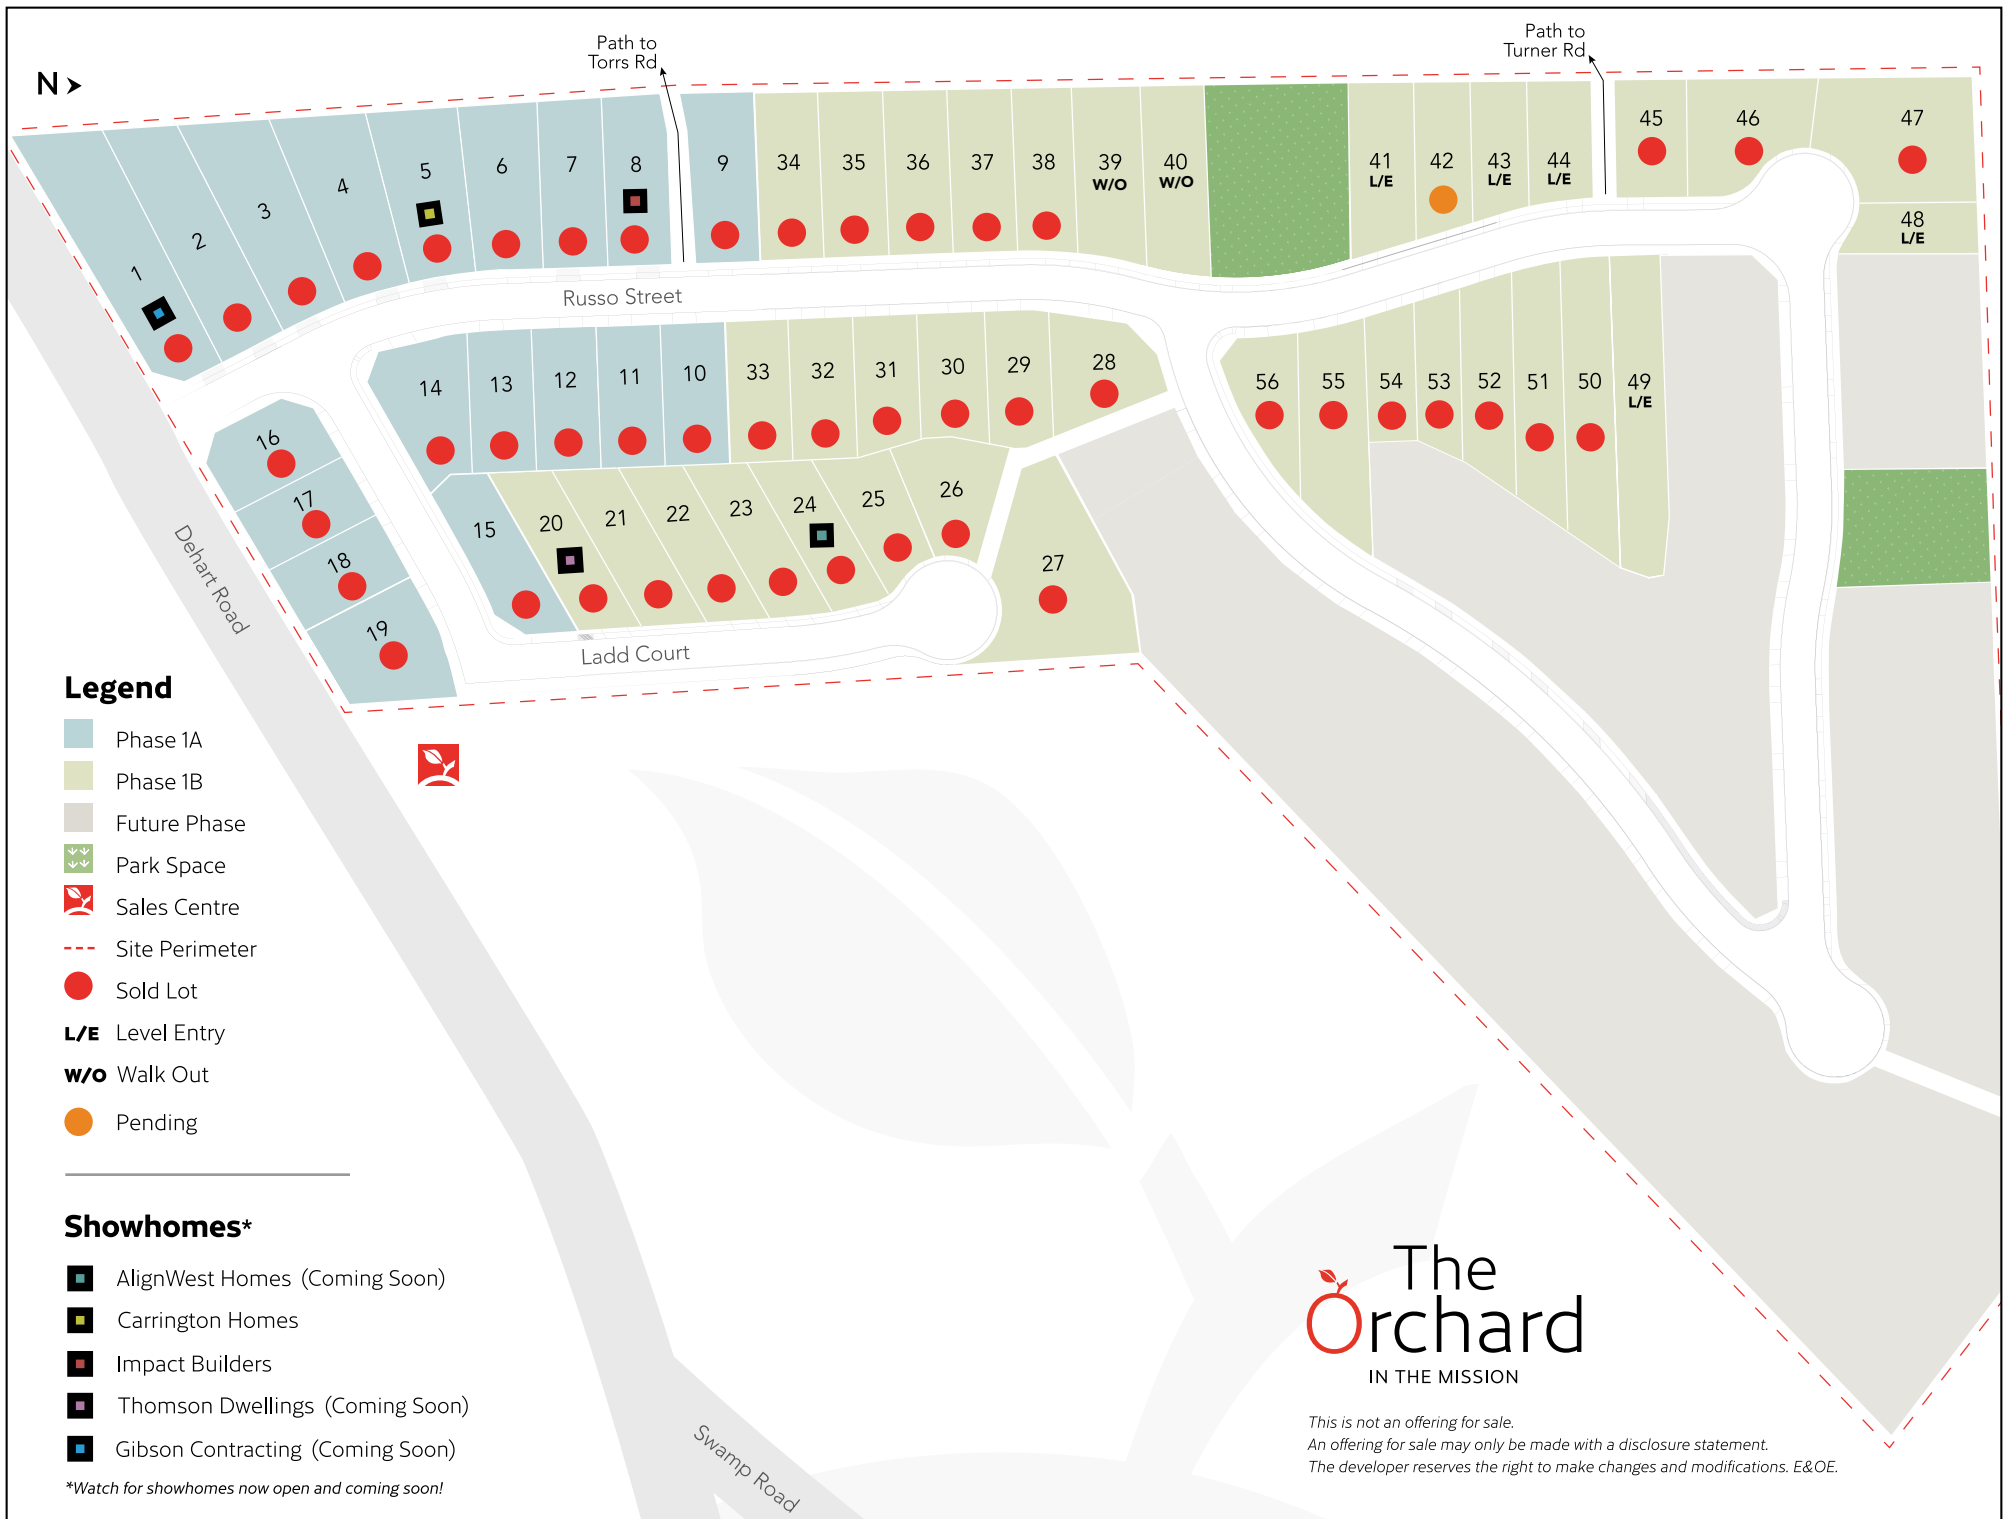 Path to
Torrs Rd
Path to
Turner Rd
N
1
2
3
4
5
6
7
8
9
34
35
36
37
38
39
W/O
40
W/O
41
L/E
42
43
L/E
44
L/E
45
46
47
48
L/E
Russo Street
14
13
12
11
10
33
32
31
30
29
28
56
55
54
53
52
51
50
49
L/E
16
17
18
19
15
20
21
22
23
24
25
26
27
Dehart Road
Ladd Court
Legend
Phase 1A
Phase 1B
Future Phase
Park Space
Sales Centre
Site Perimeter
Sold Lot
L/E Level Entry
W/O Walk Out
Pending
Showhomes*
AlignWest Homes (Coming Soon)
Carrington Homes
Impact Builders
Thomson Dwellings (Coming Soon)
Gibson Contracting (Coming Soon)
*Watch for showhomes now open and coming soon!
Swamp Road
The
Orchard
IN THE MISSION
This is not an offering for sale.
An offering for sale may only be made with a disclosure statement.
The developer reserves the right to make changes and modifications. E&OE.